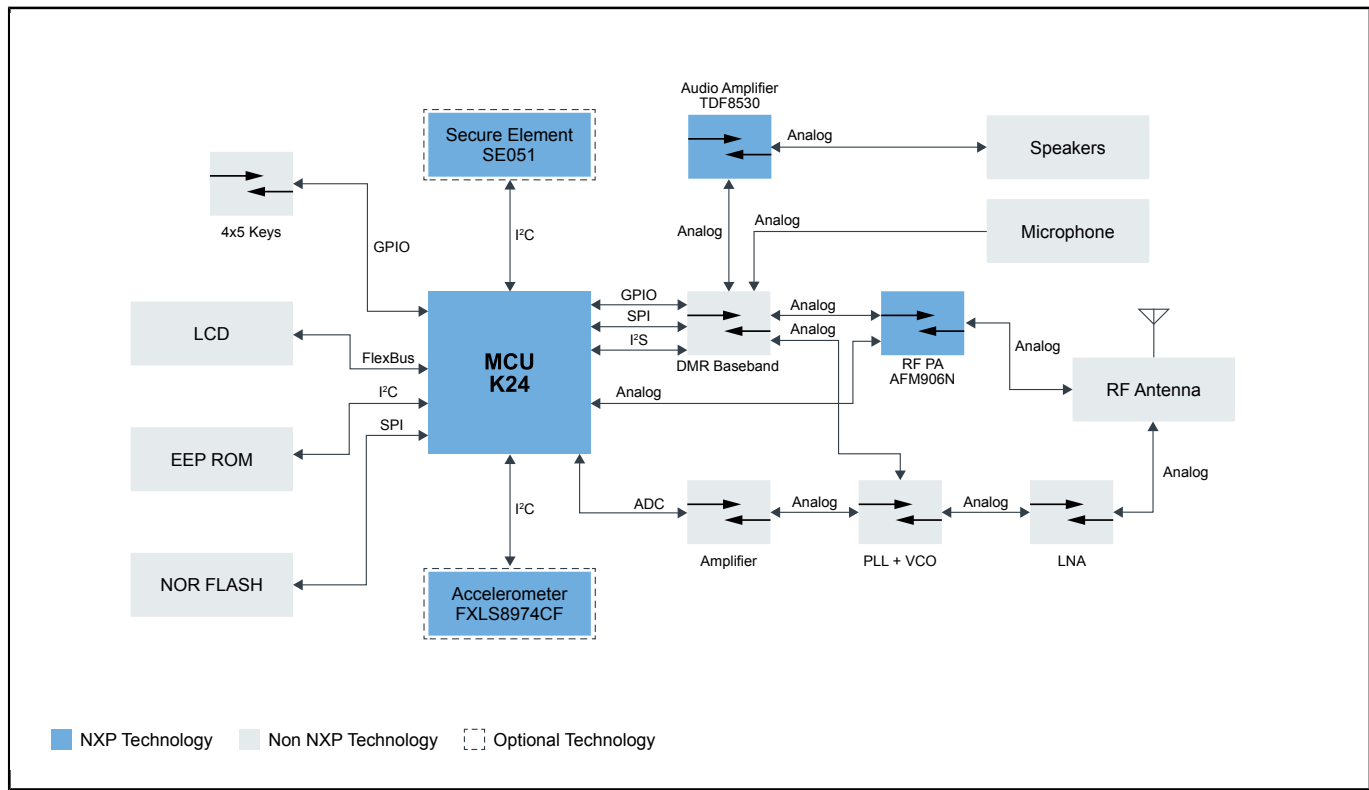 Audio Amplifier
TDF8530
Secure Element
SE051
Analog
Speakers
4x5 Keys
GPIO
I²C
Analog
Analog
Microphone
LCD
FlexBus
MCU
K24
GPIO
SPI
I²S
DMR Baseband
Analog
Analog
RF PA
AFM906N
Analog
RF Antenna
I²C
Analog
SPI
EEP ROM
Analog
I²C
ADC
Analog
Analog
Amplifier
PLL + VCO
LNA
NOR FLASH
Accelerometer
FXLS8974CF
NXP Technology
Non NXP Technology
Optional Technology